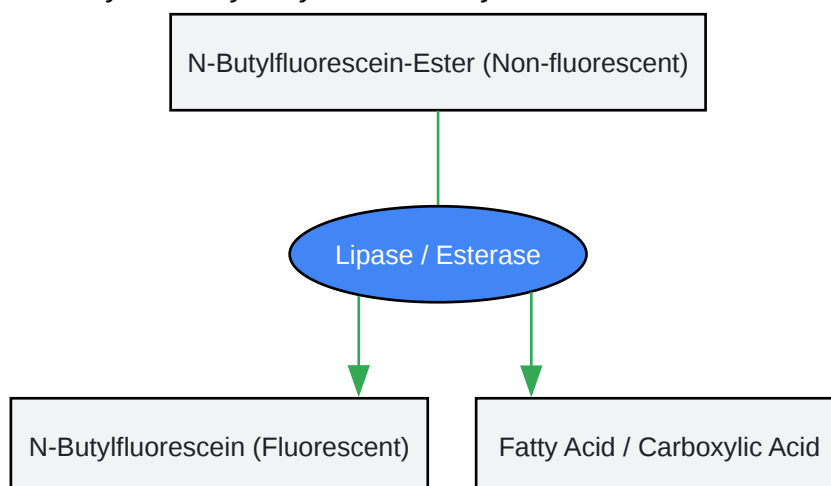 N-Butylfluorescein-Ester (Non-fluorescent)
Lipase / Esterase
N-Butylfluorescein (Fluorescent)
Fatty Acid / Carboxylic Acid